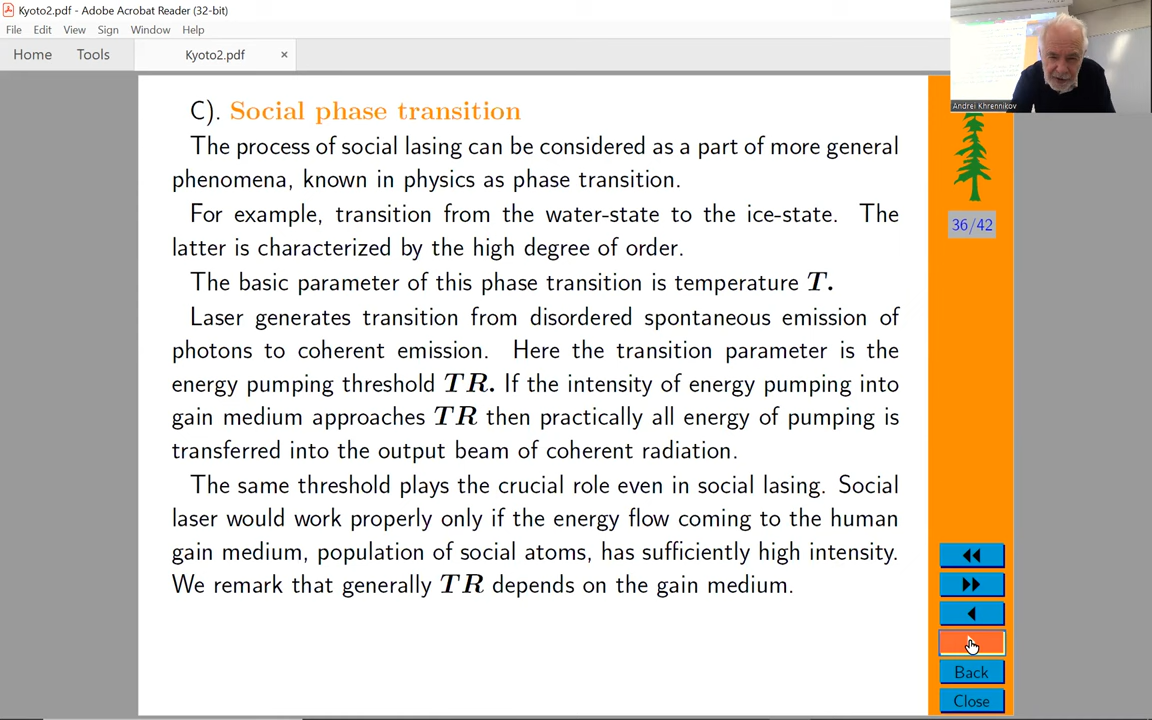 Kyoto2.pdf - Adobe Acrobat Reader (32-bit)
File Edit View Sign Window Help
Home Tools Kyoto2.pdf ×
Andrei Khrennikov
C). Social phase transition
The process of social lasing can be considered as a part of more general
phenomena, known in physics as phase transition.
For example, transition from the water-state to the ice-state. The
latter is characterized by the high degree of order.
The basic parameter of this phase transition is temperature T.
Laser generates transition from disordered spontaneous emission of
photons to coherent emission. Here the transition parameter is the
energy pumping threshold TR. If the intensity of energy pumping into
gain medium approaches TR then practically all energy of pumping is
transferred into the output beam of coherent radiation.
The same threshold plays the crucial role even in social lasing. Social
laser would work properly only if the energy flow coming to the human
gain medium, population of social atoms, has sufficiently high intensity.
We remark that generally TR depends on the gain medium.
36/42
Back
Close